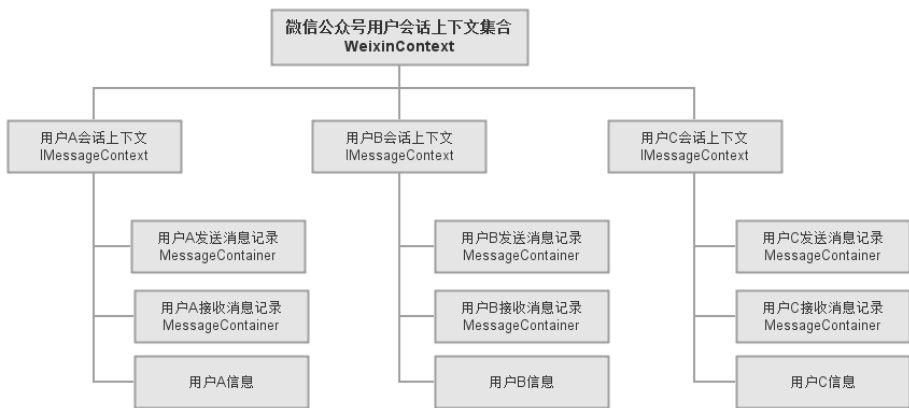 微信公众号用户会话上下文集合
WeixinContext
用户A会话上下文
IMessageContext
用户B会话上下文
IMessageContext
用户C会话上下文
IMessageContext
用户A发送消息记录
MessageContainer
用户B发送消息记录
MessageContainer
用户C发送消息记录
MessageContainer
用户A接收消息记录
MessageContainer
用户B接收消息记录
MessageContainer
用户C接收消息记录
MessageContainer
用户A信息
用户B信息
用户C信息